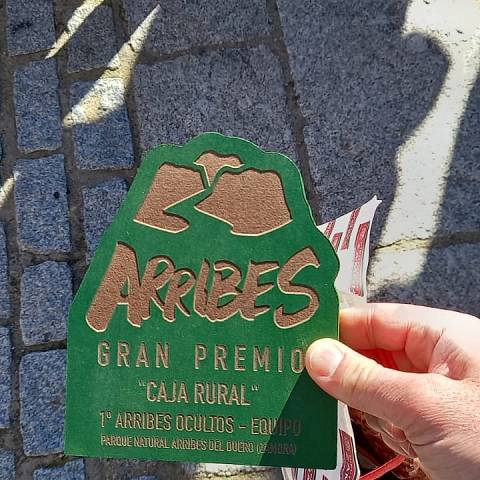 ARRIBES
GRAN PREMIO
"CAJA RURAL"
1º ARRIBES OCULTOS - EQUIPO
PARQUE NATURAL ARRIBES DEL DUERO (ZAMORA)